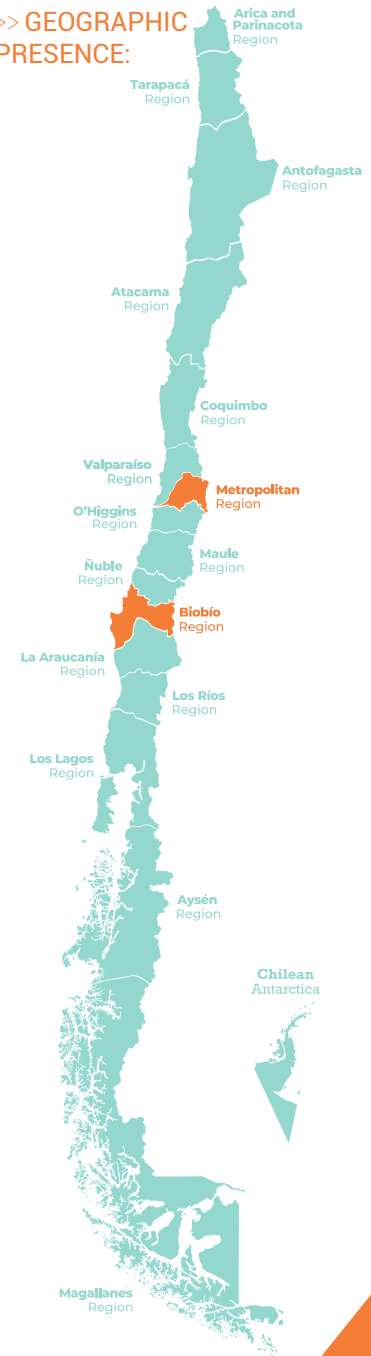 >> GEOGRAPHIC
PRESENCE:
Arica and
Parinacota
Region
Tarapacá
Region
Antofagasta
Region
Atacama
Region
Coquimbo
Region
Valparaíso
Region
Metropolitan
Region
O'Higgins
Region
Maule
Region
Ñuble
Region
Biobío
Region
La Araucanía
Region
Los Ríos
Region
Los Lagos
Region
Aysén
Region
Chilean
Antarctica
Magallanes
Region